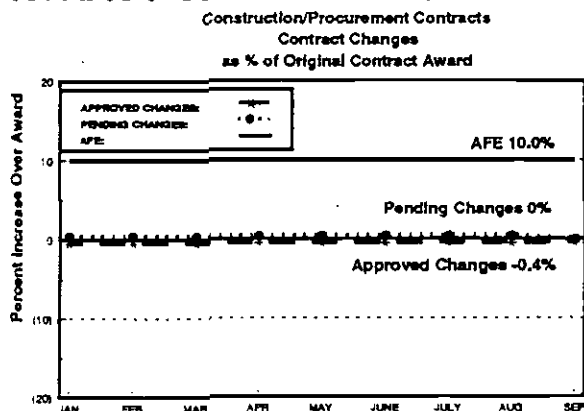 Construction/Procurement Contracts
Contract Changes
as % of Original Contract Award
Percent Increase Over Award
20
APPROVED CHANGES:
PENDING CHANGES:
AFE:
AFE 10.0%
10
Pending Changes 0%
0
Approved Changes -0.4%
(10)
(20)
JAN FEB MAR APR MAY JUNE JULY AUG SEP